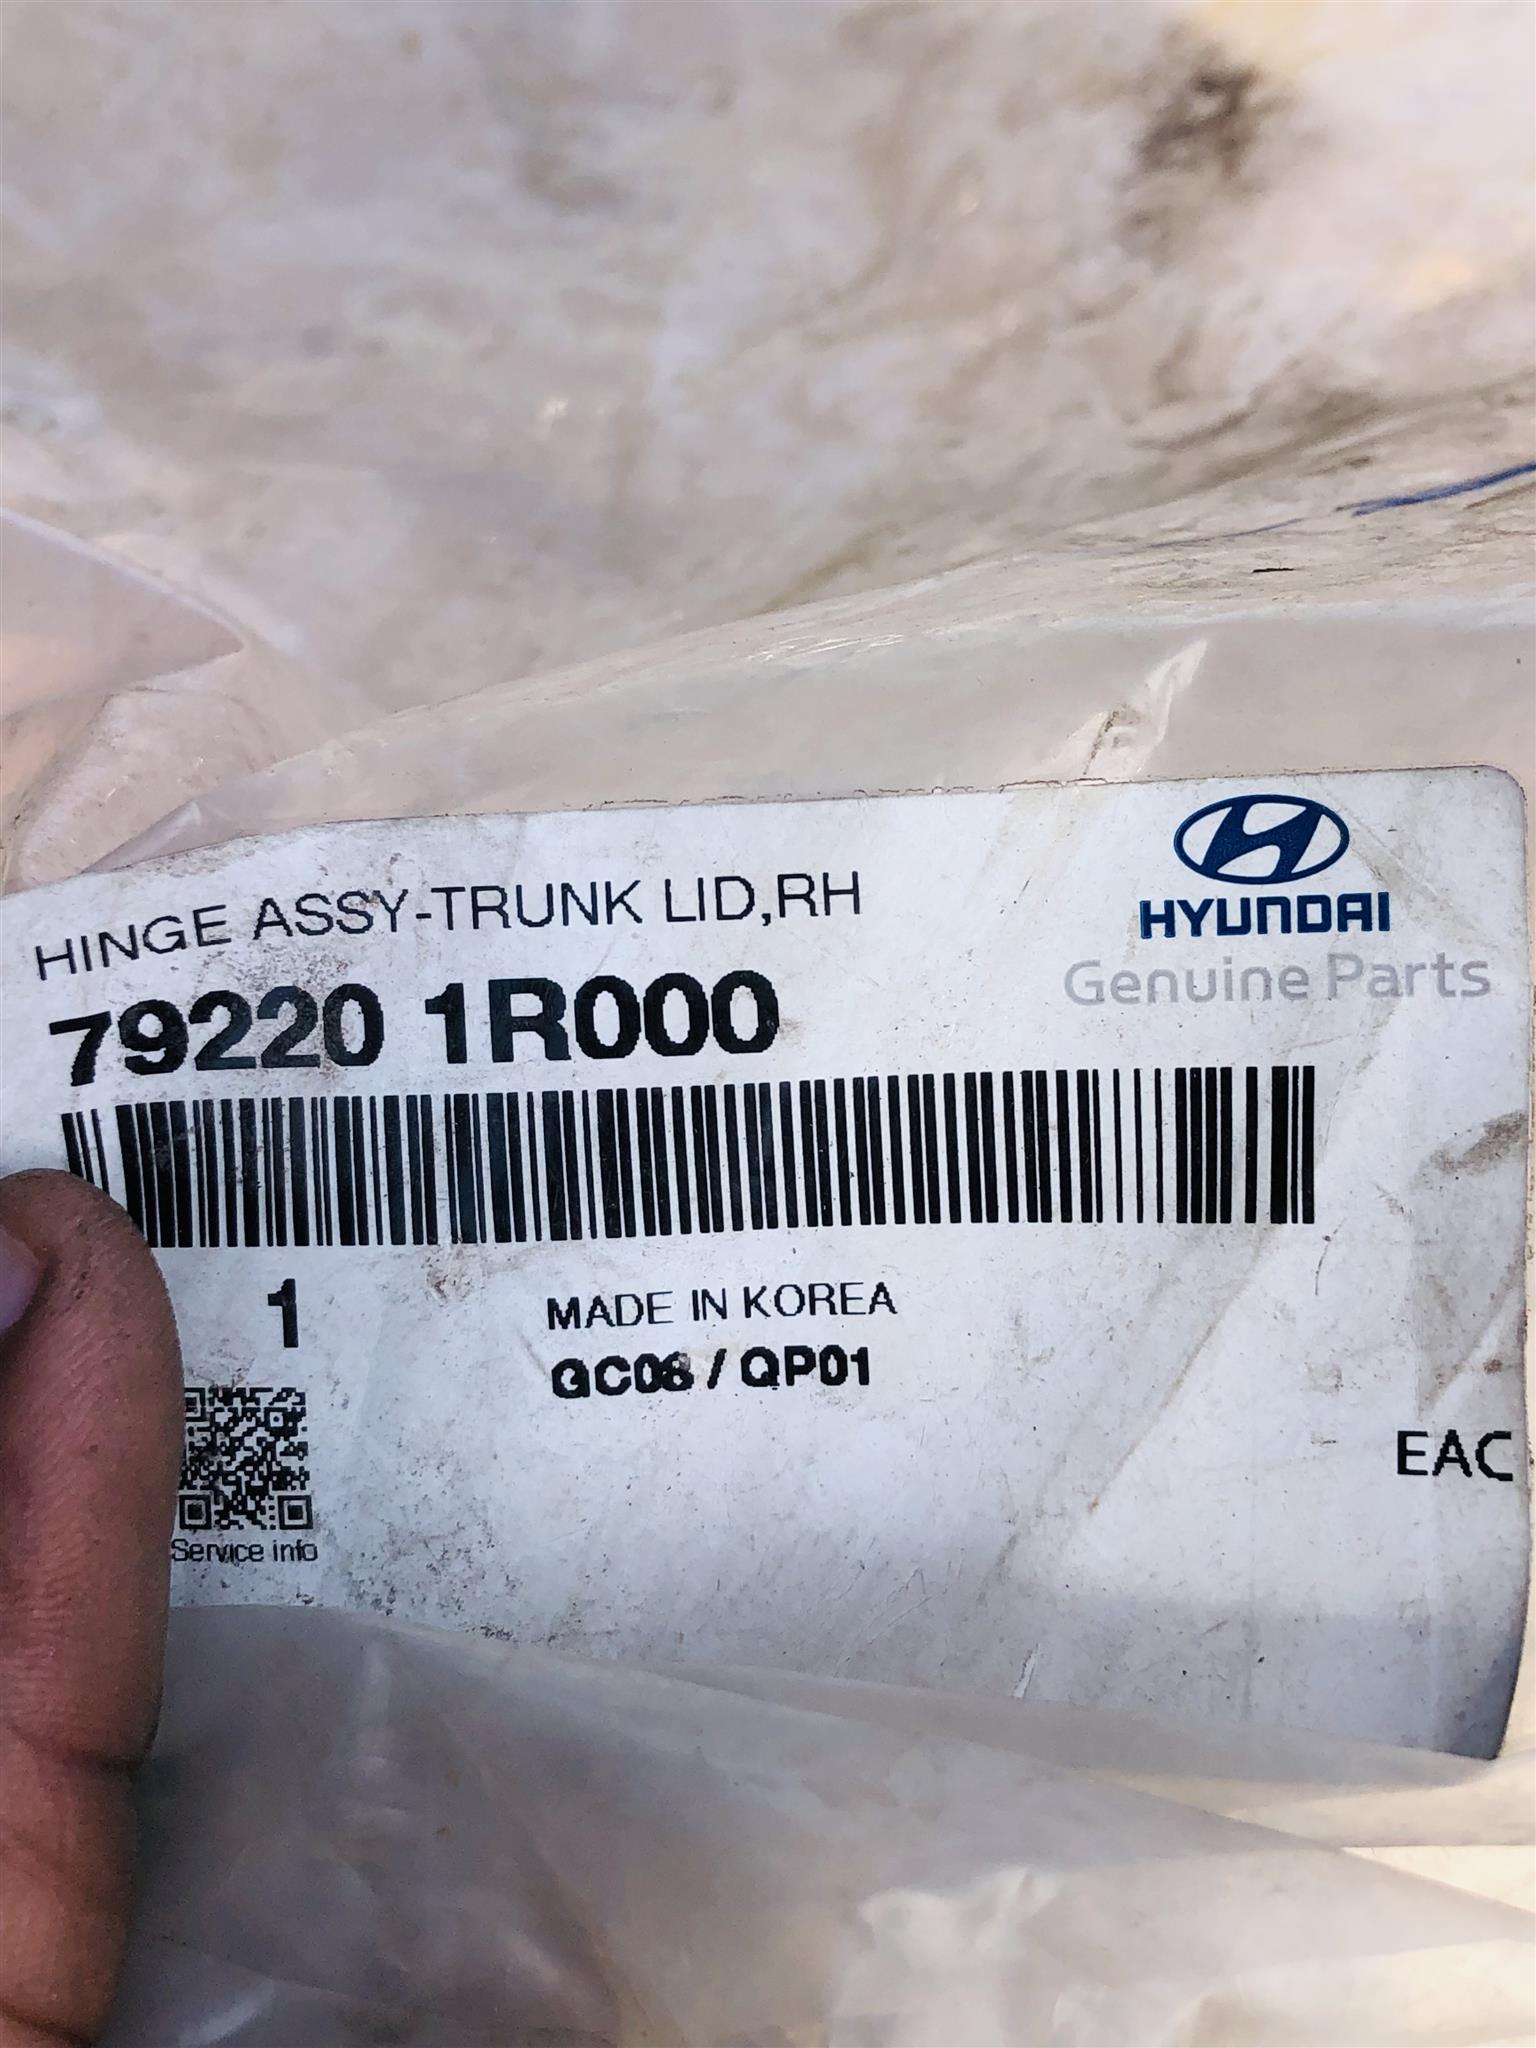 HINGE ASSY-TRUNK LID,RH
HYUNDAI
Genuine Parts
79220 1R000
1
MADE IN KOREA
GC08 / QP01
EAC
Service info